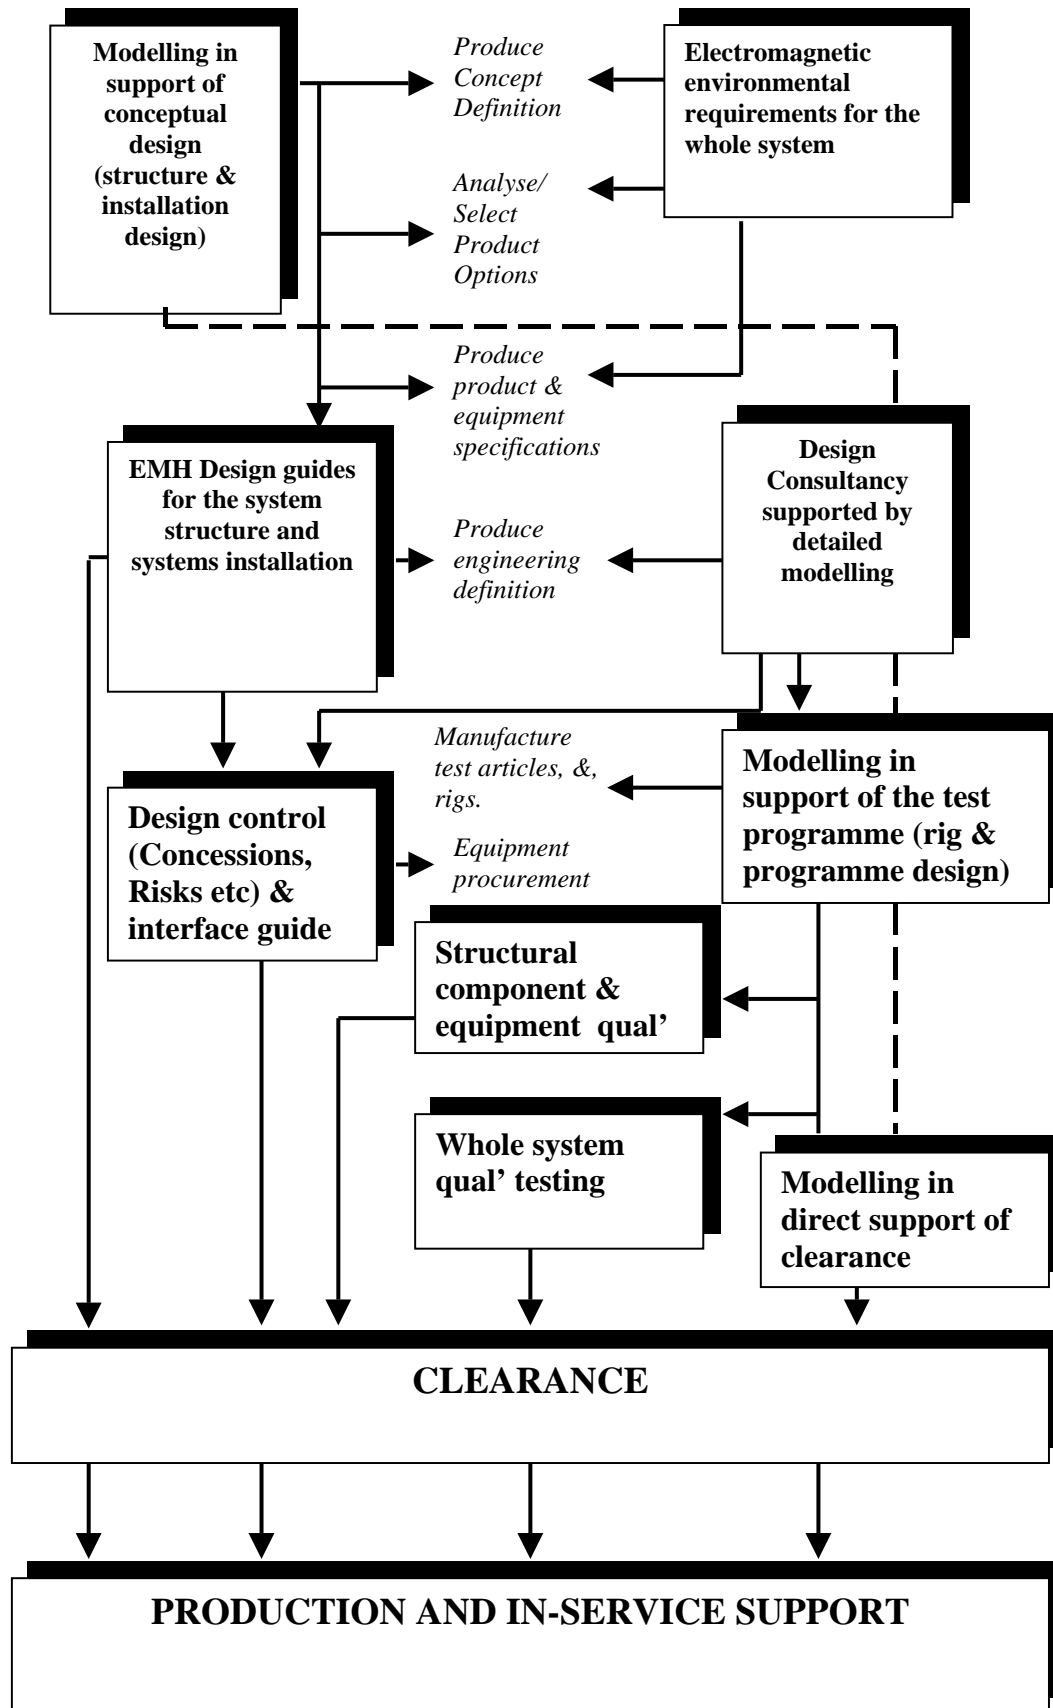 Modelling in
support of
conceptual
design
(structure &
installation
design)
Produce
Concept
Definition
Electromagnetic
environmental
requirements for the
whole system
Analyse/
Select
Product
Options
Produce
product &
equipment
specifications
EMH Design guides
for the system
structure and
systems installation
Produce
engineering
definition
Design
Consultancy
supported by
detailed
modelling
Manufacture
test articles, &,
rigs.
Modelling in
support of the test
programme (rig &
programme design)
Design control
(Concessions,
Risks etc) &
interface guide
Equipment
procurement
Structural
component &
equipment  qual’
Whole system
qual’ testing
Modelling in
direct support of
clearance
CLEARANCE
PRODUCTION AND IN-SERVICE SUPPORT